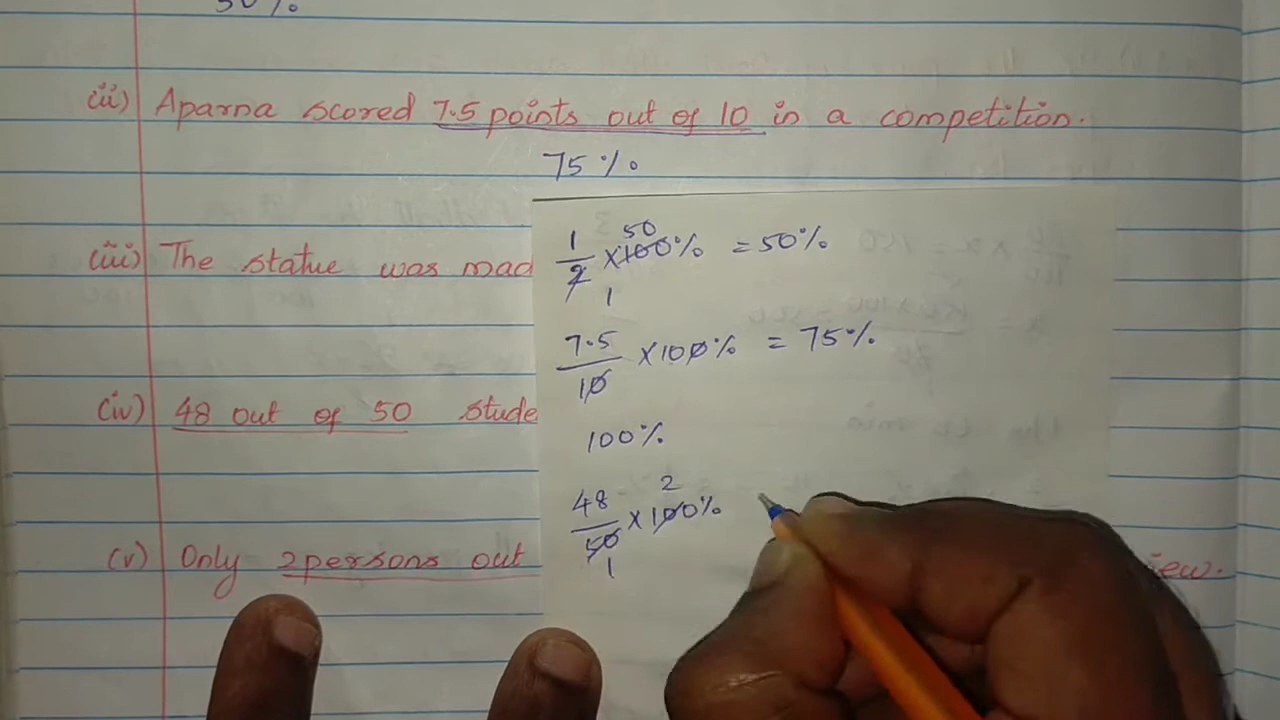 50%
(ii) Aparna scored 7.5 points out of 10 in a competition.
75%
(iii) The statue was mad
(iv) 48 out of 50 stude
(v) Only 2 persons out
iew.
1/2 × 100% = 50%
50
1
7.5/10 × 100% = 75%
100%
2
48/50 × 100%
1